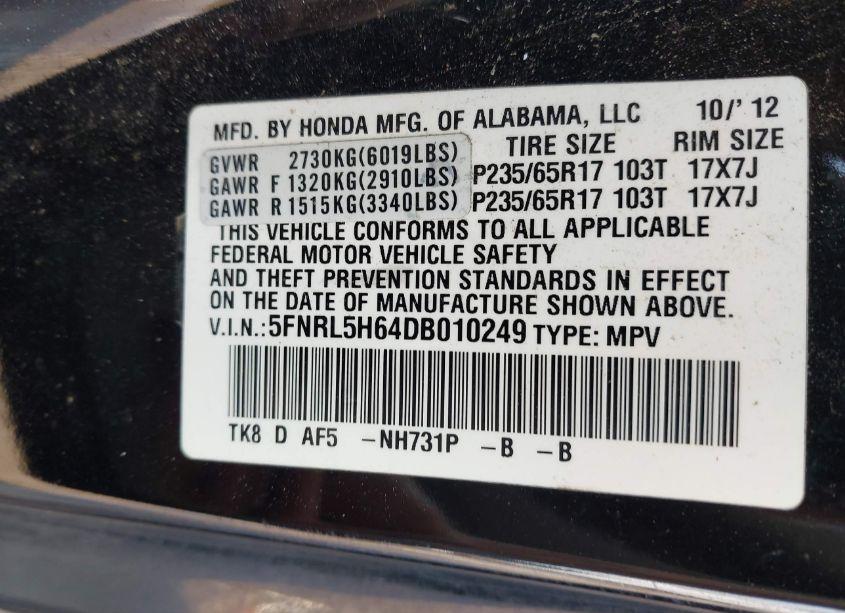 MFD. BY HONDA MFG. OF ALABAMA, LLC 10/' 12
TIRE SIZE RIM SIZE
GVWR 2730KG(6019LBS)
GAWR F 1320KG(2910LBS) P235/65R17 103T 17X7J
GAWR R 1515KG(3340LBS) P235/65R17 103T 17X7J
THIS VEHICLE CONFORMS TO ALL APPLICABLE
FEDERAL MOTOR VEHICLE SAFETY
AND THEFT PREVENTION STANDARDS IN EFFECT
ON THE DATE OF MANUFACTURE SHOWN ABOVE.
V.I.N.:5FNRL5H64DB010249 TYPE: MPV
TK8 D AF5 -NH731P -B -B